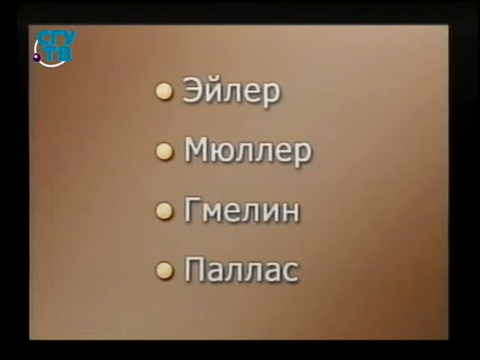 СГУ
ТВ
Эйлер
Мюллер
Гмелин
Паллас